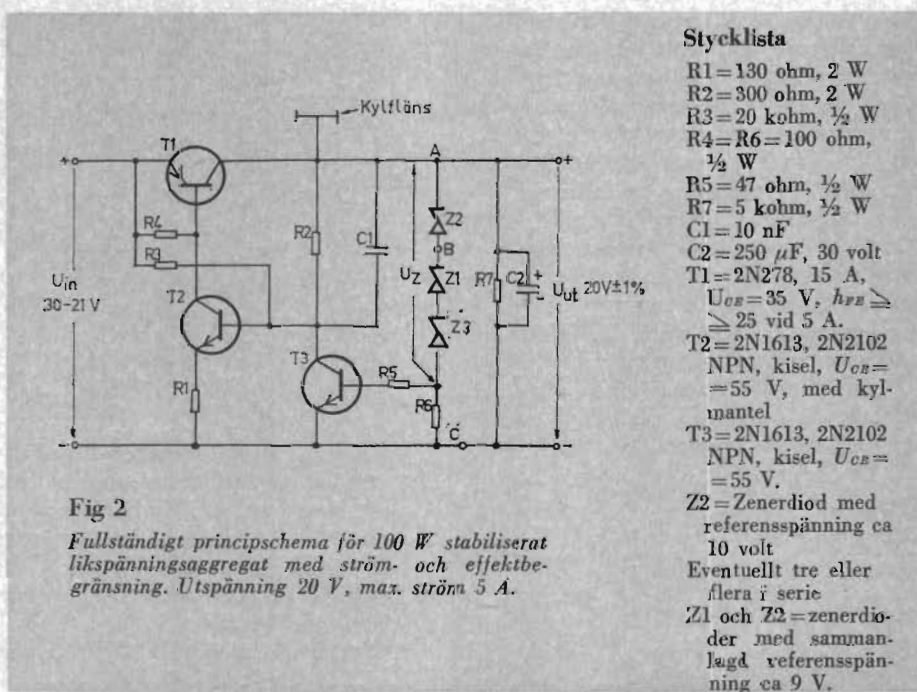 Kylfläns
+
T1
A
+
Z2
R4
R2
C1
B
R3
Uin
UZ
Z1
R7
C2
+
-
Uut 20V±1%
30-21 V
T2
Z3
T3
R5
R1
R6
-
C
-
Fig 2
Fullständigt principschema för 100 W stabiliserat
likspänningsaggregat med ström- och effektbe-
gränsning. Utspänning 20 V, max. ström 5 A.
Stycklista
R1=130 ohm, 2 W
R2=300 ohm, 2 W
R3=20 kohm, ½ W
R4=R6=100 ohm,
½ W
R5=47 ohm, ½ W
R7=5 kohm, ½ W
C1=10 nF
C2=250 μF, 30 volt
T1=2N278, 15 A,
UCE=35 V, hFE ≧
≧ 25 vid 5 A.
T2=2N1613, 2N2102
NPN, kisel, UCE=
=55 V, med kyl-
mantel
T3=2N1613, 2N2102
NPN, kisel, UCE=
=55 V.
Z2=Zenerdiod med
referensspänning ca
10 volt
Eventuellt tre eller
flera i serie
Z1 och Z2=zenerdio-
der med samman-
lagd referensspän-
ning ca 9 V.